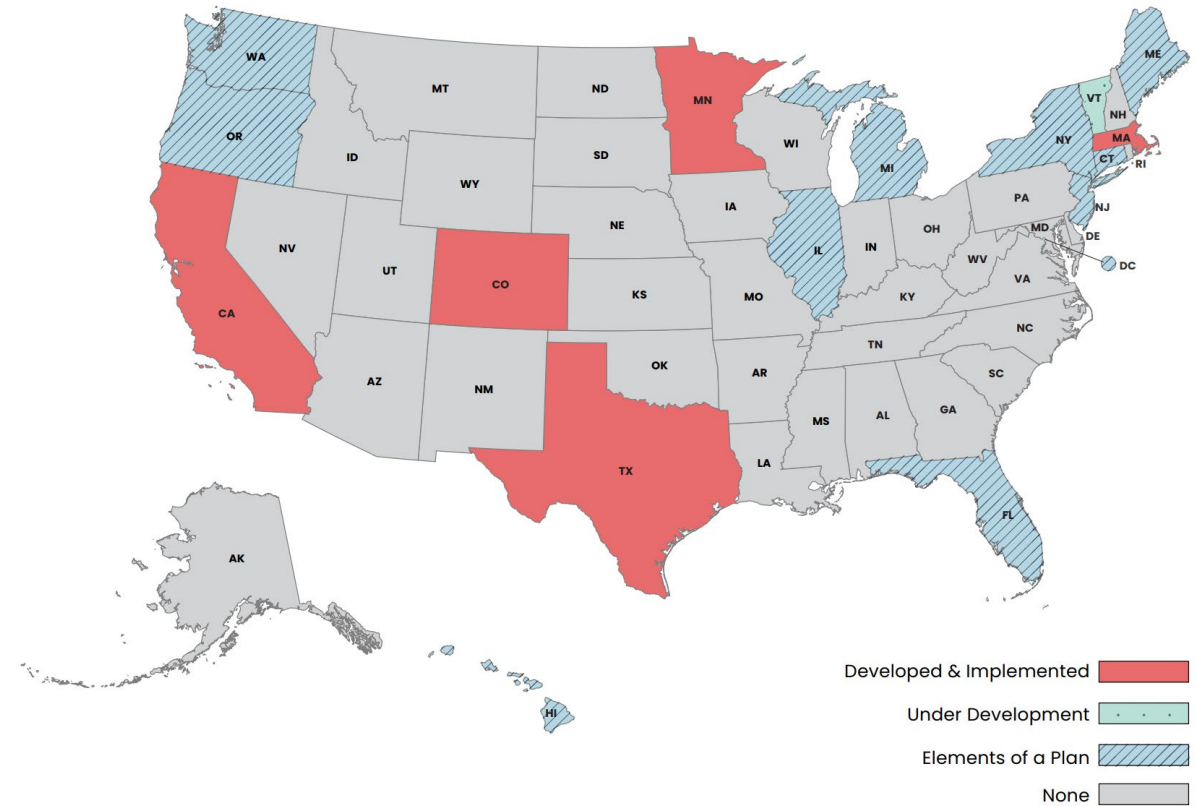 WA
MT
ND
MN
ME
VT
NH
OR
ID
SD
WI
NY
MA
CT
RI
WY
MI
IA
PA
NJ
NE
OH
MD
DE
NV
UT
CO
IL
IN
WV
DC
VA
KS
MO
KY
CA
NC
TN
AZ
NM
OK
AR
SC
MS
AL
GA
TX
LA
FL
AK
HI
Developed & Implemented
Under Development
Elements of a Plan
None